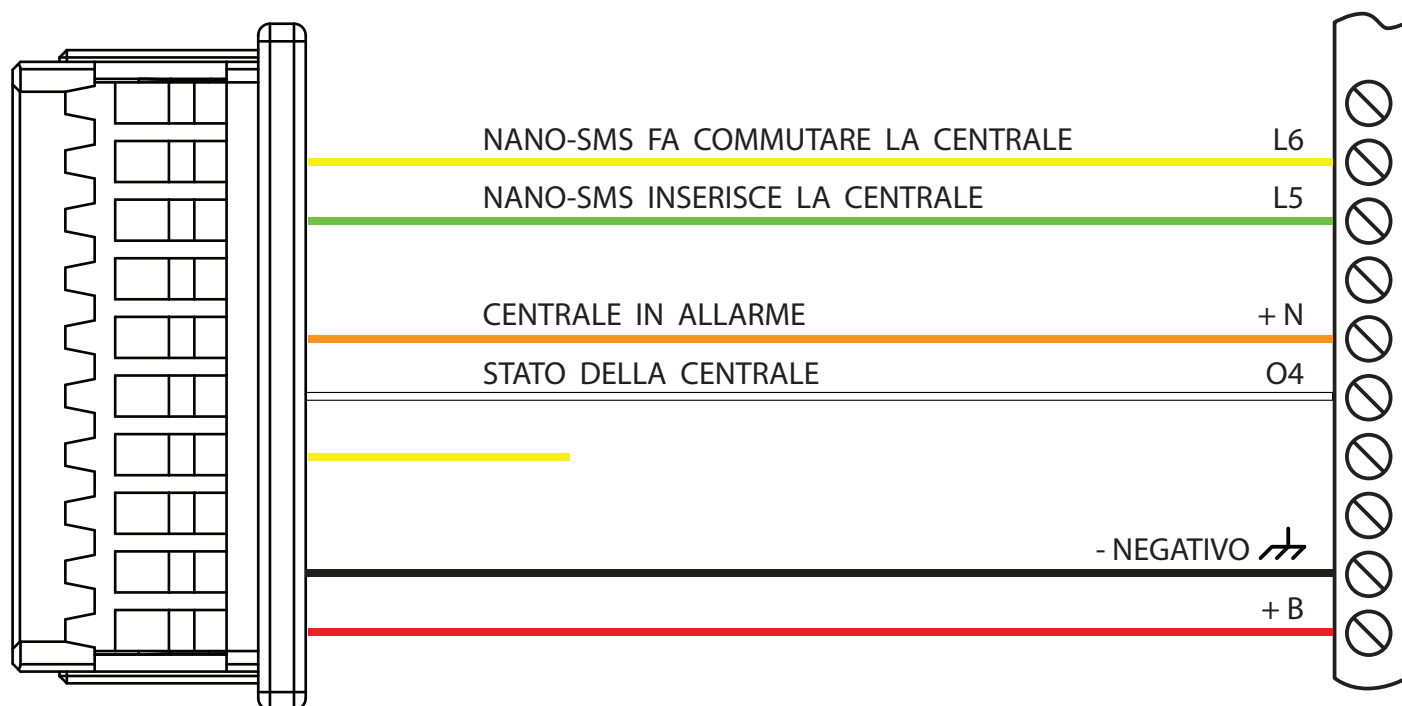 NANO-SMS FA COMMUTARE LA CENTRALE L6
NANO-SMS INSERISCE LA CENTRALE L5
CENTRALE IN ALLARME + N
STATO DELLA CENTRALE O4
- NEGATIVO
+ B